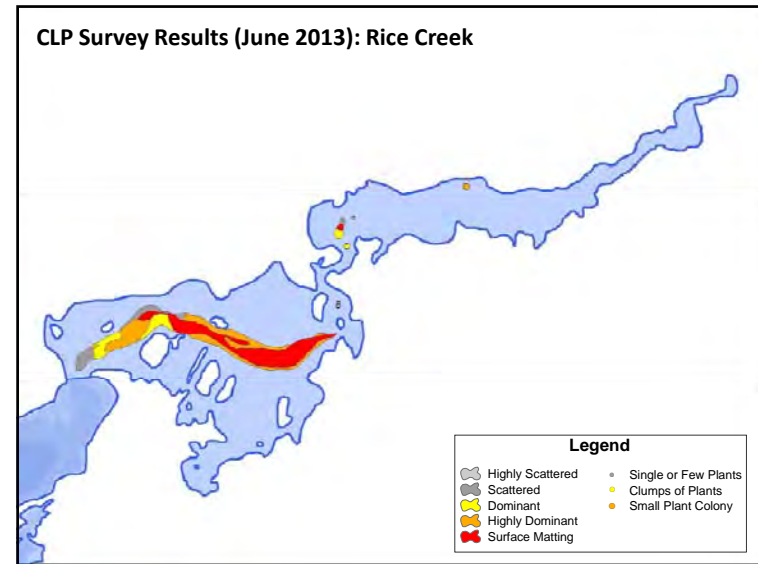 CLP Survey Results (June 2013): Rice Creek
Legend
Highly Scattered
Scattered
Dominant
Highly Dominant
Surface Matting
Single or Few Plants
Clumps of Plants
Small Plant Colony